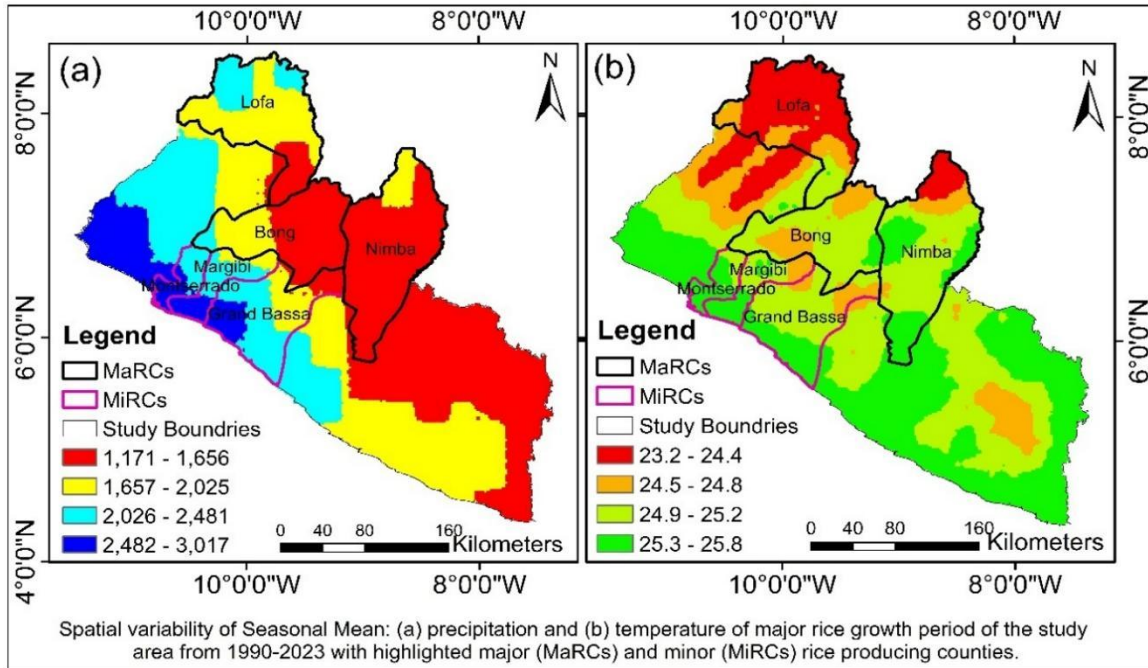 10°0'0"W
8°0'0"W
10°0'0"W
8°0'0"W
(a)
N
8°0'0"N
6°0'0"N
4°0'0"N
Lofa
Bong
Nimba
Margibi
Montserrado
Grand Bassa
Legend
MaRCs
MiRCs
Study Boundries
1,171 - 1,656
1,657 - 2,025
2,026 - 2,481
2,482 - 3,017
0 40 80 160
Kilometers
(b)
N
8°0'0"N
6°0'0"N
Lofa
Bong
Nimba
Margibi
Montserrado
Grand Bassa
Legend
MaRCs
MiRCs
Study Boundries
23.2 - 24.4
24.5 - 24.8
24.9 - 25.2
25.3 - 25.8
0 40 80 160
Kilometers
10°0'0"W
8°0'0"W
10°0'0"W
8°0'0"W
Spatial variability of Seasonal Mean: (a) precipitation and (b) temperature of major rice growth period of the study
area from 1990-2023 with highlighted major (MaRCs) and minor (MiRCs) rice producing counties.